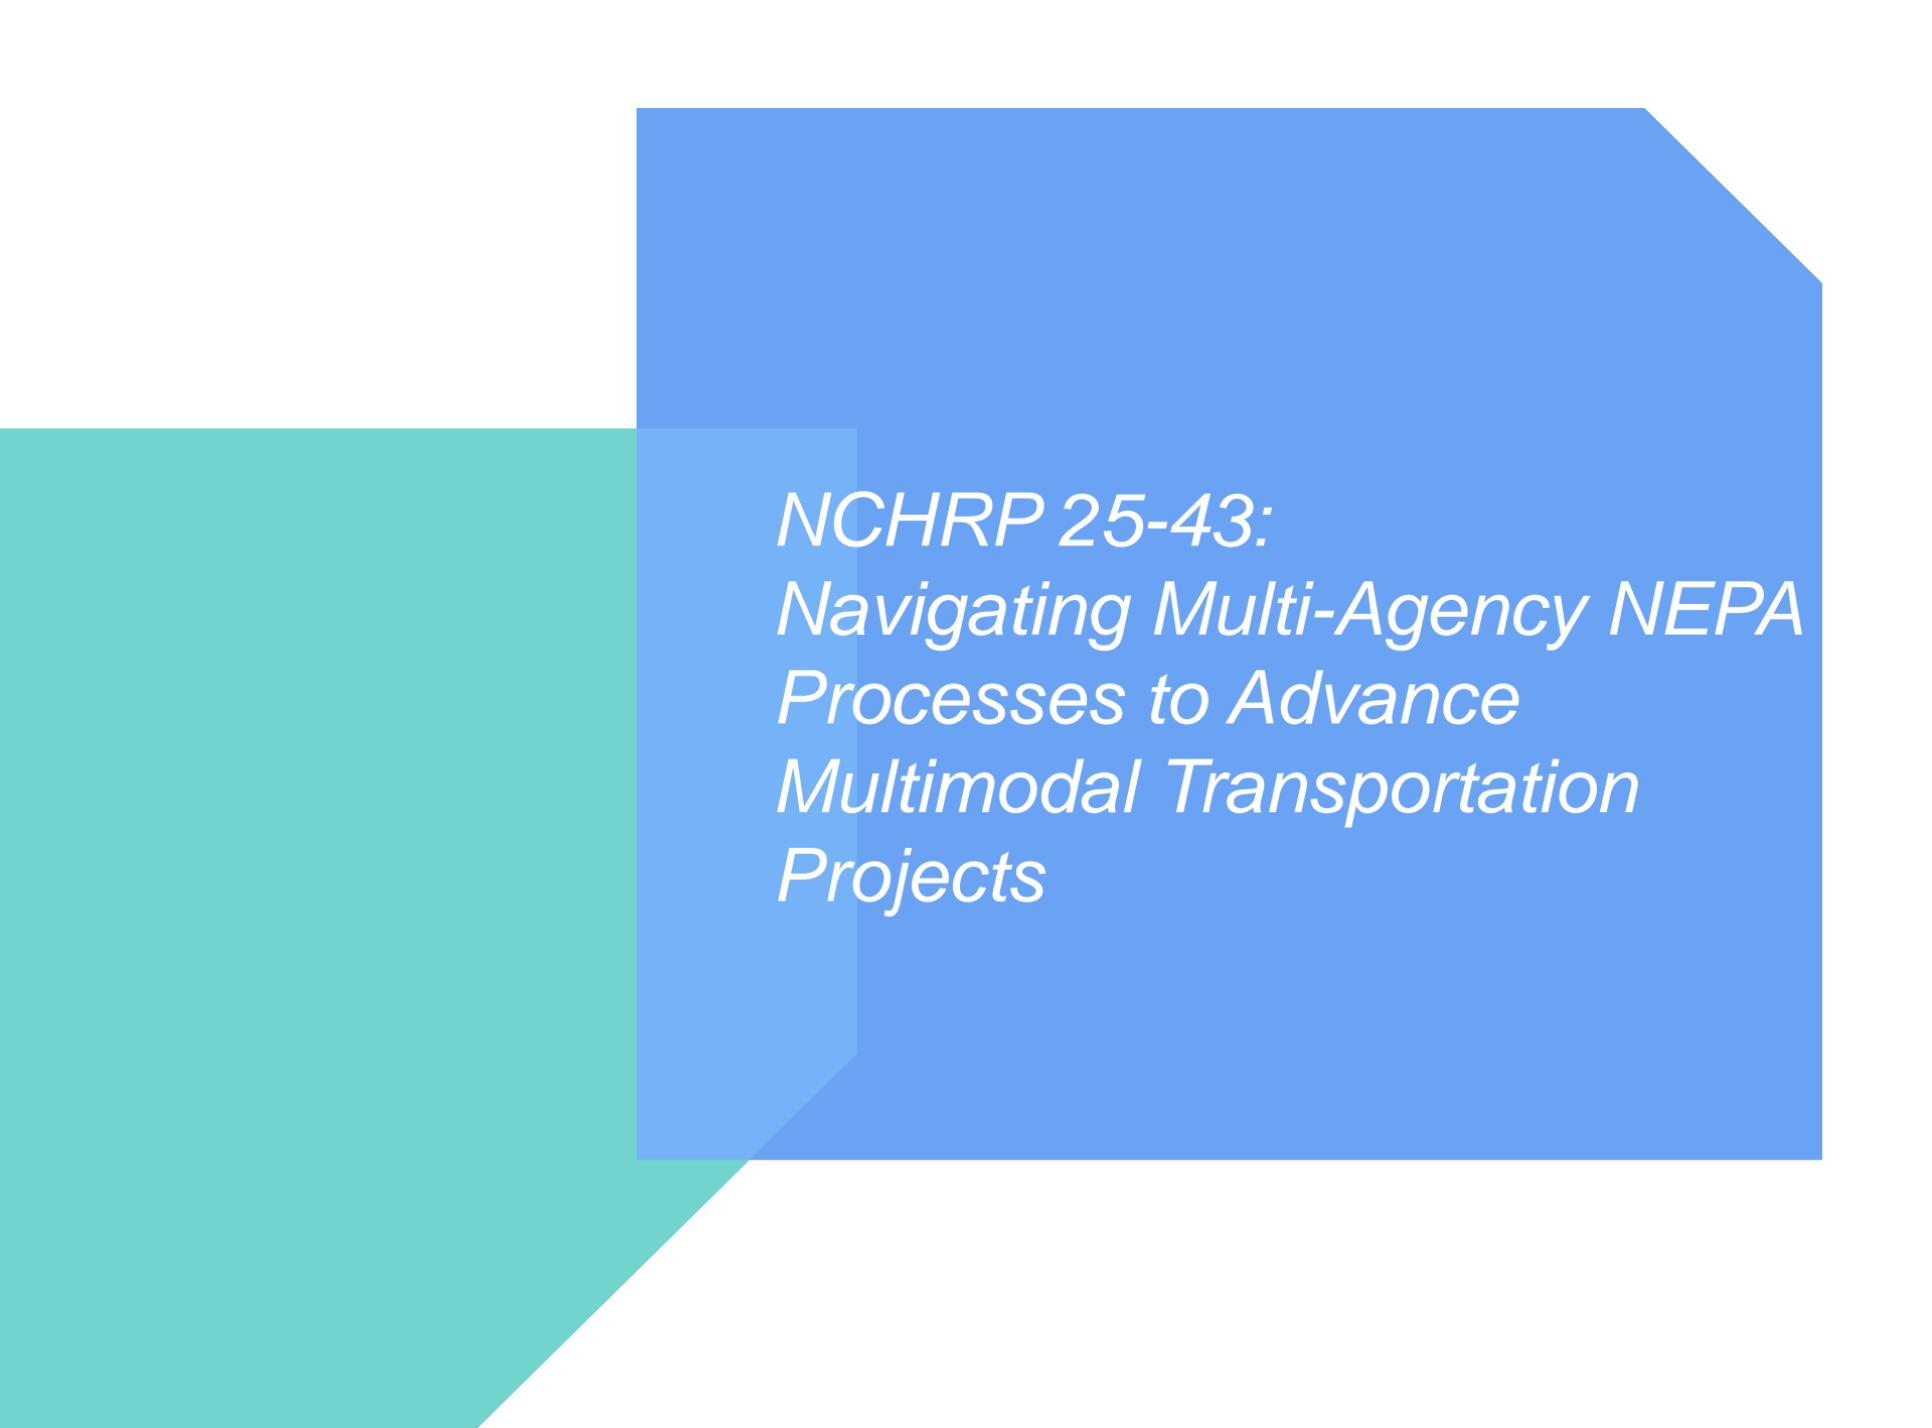 NCHRP 25-43:
Navigating Multi-Agency NEPA
Processes to Advance
Multimodal Transportation
Projects